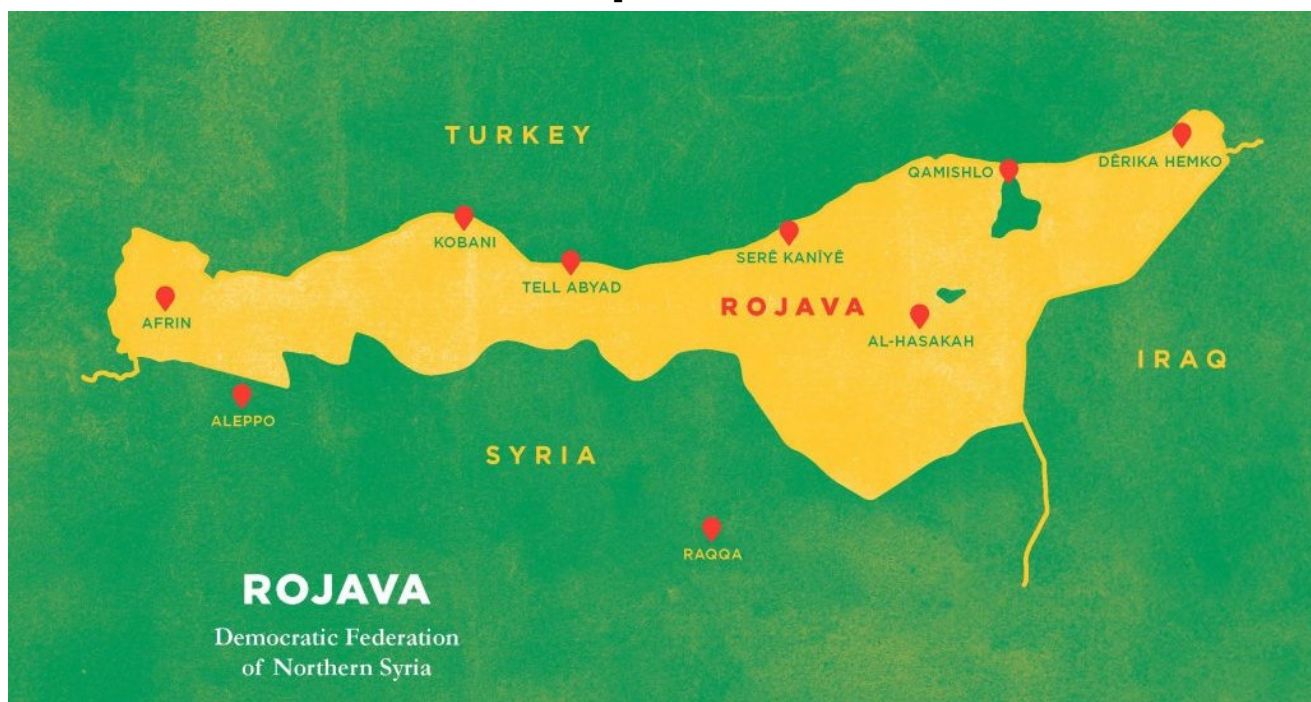 TURKEY
DÊRIKA HEMKO
QAMISHLO
KOBANI
SERÊ KANÎYÊ
TELL ABYAD
ROJAVA
AFRIN
AL-HASAKAH
IRAQ
ALEPPO
SYRIA
RAQQA
ROJAVA
Democratic Federation
of Northern Syria